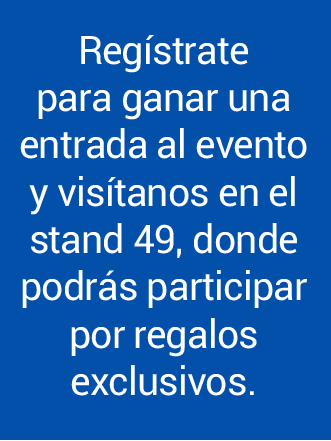 Regístrate
para ganar una
entrada al evento
y visítanos en el
stand 49, donde
podrás participar
por regalos
exclusivos.